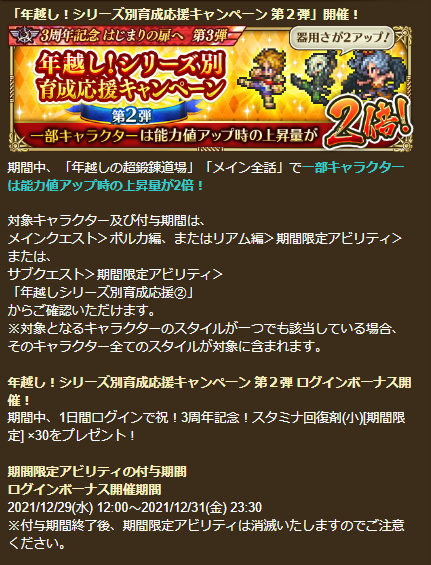 「年越し！シリーズ別育成応援キャンペーン 第２弾」開催！
3周年記念 はじまりの扉へ 第3弾
器用さが2アップ！
年越し！シリーズ別
育成応援キャンペーン
第2弾
一部キャラクターは能力値アップ時の上昇量が2倍！
期間中、「年越しの超鍛錬道場」「メイン全話」で一部キャラクター
は能力値アップ時の上昇量が2倍！
対象キャラクター及び付与期間は、
メインクエスト＞ポルカ編、またはリアム編＞期間限定アビリティ＞
または、
サブクエスト＞期間限定アビリティ＞
「年越しシリーズ別育成応援②」
からご確認いただけます。
※対象となるキャラクターのスタイルが一つでも該当している場合、
そのキャラクター全てのスタイルが対象に含まれます。
年越し！シリーズ別育成応援キャンペーン 第２弾 ログインボーナス開
催！
期間中、1日間ログインで祝！3周年記念！スタミナ回復剤(小)[期間限
定] ×30をプレゼント！
期間限定アビリティの付与期間
ログインボーナス開催期間
2021/12/29(水) 12:00～2021/12/31(金) 23:30
※付与期間終了後、期間限定アビリティは消滅いたしますのでご注意
ください。